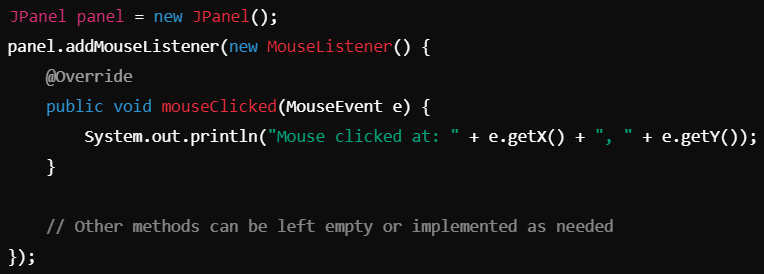 JPanel panel = new JPanel();
panel.addMouseListener(new MouseListener() {
    @Override
    public void mouseClicked(MouseEvent e) {
        System.out.println("Mouse clicked at: " + e.getX() + ", " + e.getY());
    }

    // Other methods can be left empty or implemented as needed
});